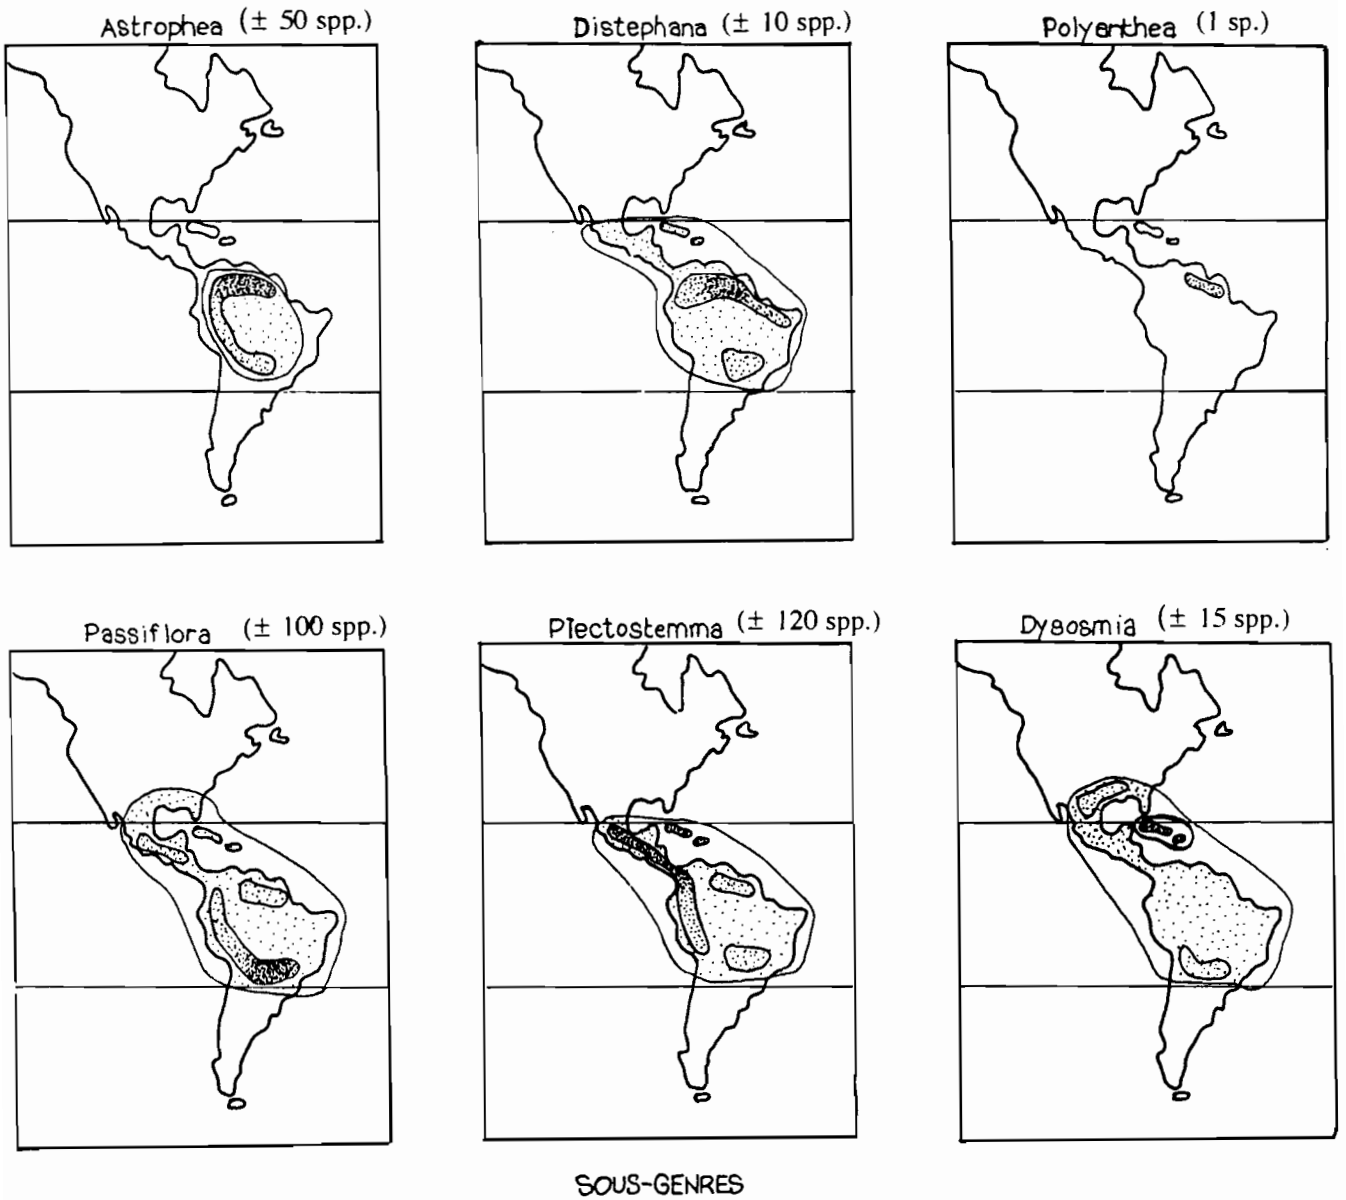 Astrophea (± 50 spp.)
Distephana (± 10 spp.)
Polyanthea (1 sp.)
Passiflora (± 100 spp.)
Plectostemma (± 120 spp.)
Dysosmia (± 15 spp.)
SOUS-GENRES